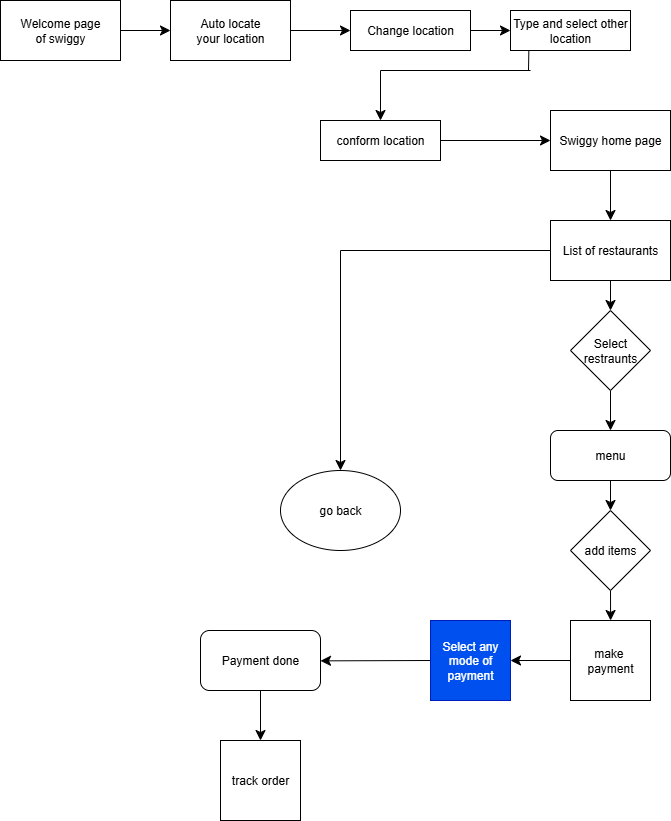 Welcome page
of swiggy
Auto locate
your location
Change location
Type and select other
location
conform location
Swiggy home page
List of restaurants
Select
restraunts
menu
go back
add items
make
payment
Select any
mode of
payment
Payment done
track order